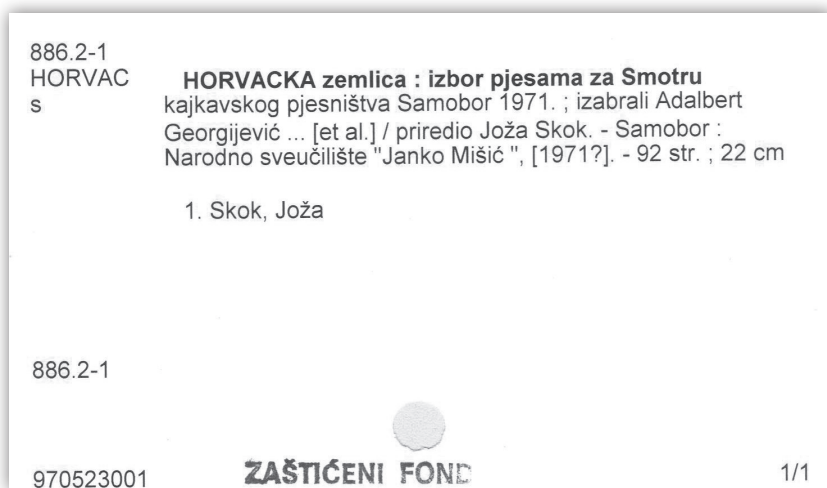 886.2-1
HORVAC
s
HORVACKA zemlica : izbor pjesama za Smotru
kajkavskog pjesništva Samobor 1971. ; izabrali Adalbert
Georgijević ... [et al.] / priredio Joža Skok. - Samobor :
Narodno sveučilište "Janko Mišić ", [1971?]. - 92 str. ; 22 cm
1. Skok, Joža
886.2-1
970523001
ZAŠTIĆENI FOND
1/1